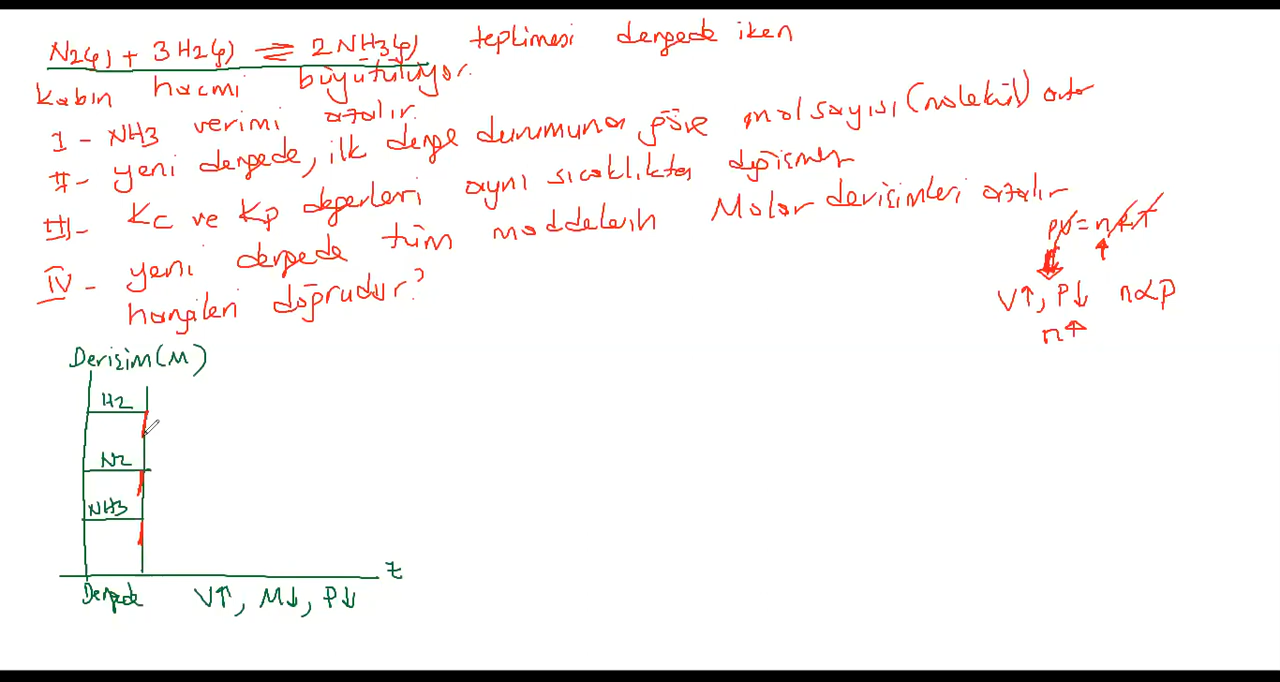 N2(g) + 3H2(g) ⇌ 2NH3(g) tepkimesi dengede iken
kabın hacmi büyütülüyor.
I - NH3 verimi azalır.
II - yeni dengede, ilk denge durumuna göre mol sayısı (molekül) artar
III - Kc ve Kp değerleri aynı sıcaklıkta değişmez
IV - yeni dengede tüm maddelerin Molar derişimleri azalır
hangileri doğrudur?
PV = nRT
V↑, P↓ n∝P
n↑
Derişim(M)
H2
N2
NH3
t
Dengede V↑, M↓, P↓